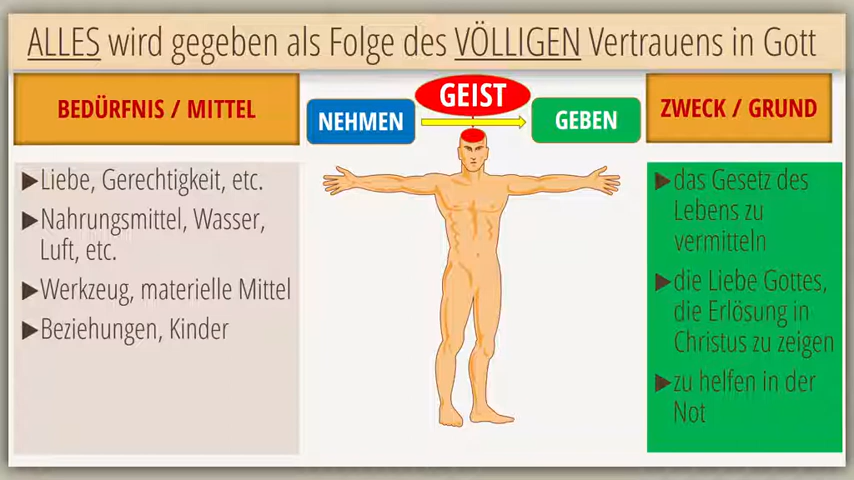 ALLES wird gegeben als Folge des VÖLLIGEN Vertrauens in Gott
BEDÜRFNIS / MITTEL
NEHMEN
GEIST
GEBEN
ZWECK / GRUND
▶Liebe, Gerechtigkeit, etc.
▶Nahrungsmittel, Wasser,
Luft, etc.
▶Werkzeug, materielle Mittel
▶Beziehungen, Kinder
▶das Gesetz des
Lebens zu
vermitteln
▶die Liebe Gottes,
die Erlösung in
Christus zu zeigen
▶zu helfen in der
Not